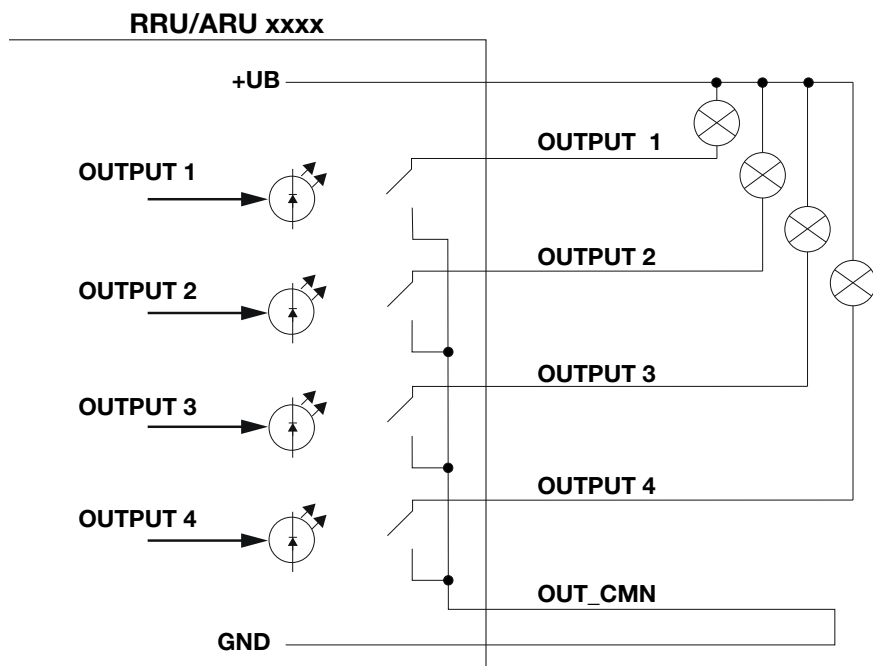 RRU/ARU xxxx
+UB
OUTPUT 1
OUTPUT 1
OUTPUT 2
OUTPUT 2
OUTPUT 3
OUTPUT 3
OUTPUT 4
OUTPUT 4
OUT_CMN
GND